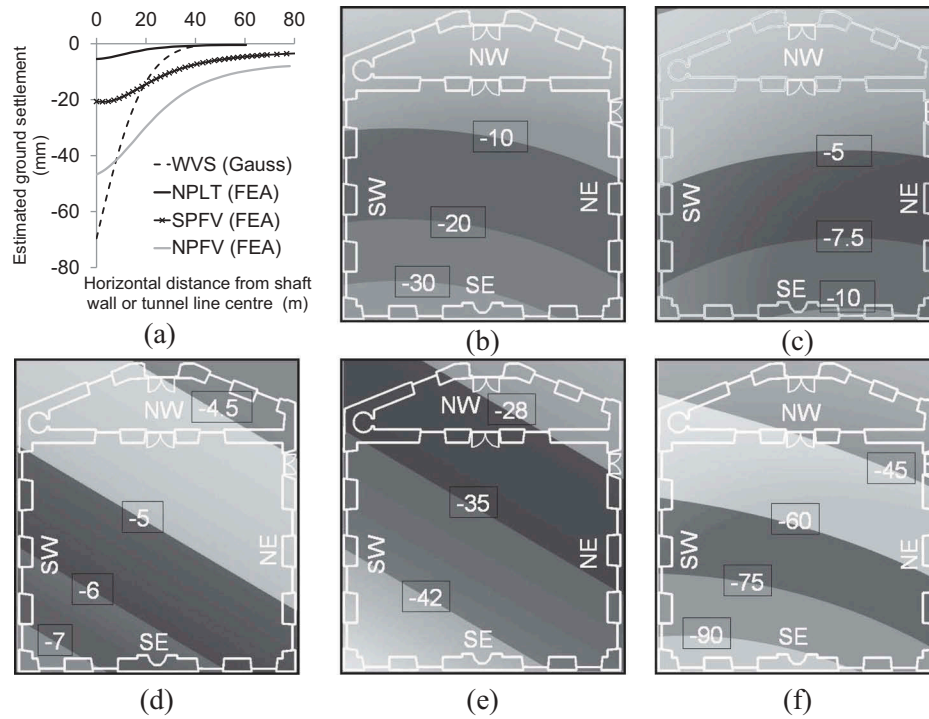 0 20 40 60 80
0
-20
-40
-60
-80
Estimated ground settlement
(mm)
WVS (Gauss)
NPLT (FEA)
SPFV (FEA)
NPFV (FEA)
Horizontal distance from shaft
wall or tunnel line centre (m)
(a)
NW
-10
SW
NE
-20
-30
SE
(b)
NW
-5
SW
NE
-7.5
SE
-10
(c)
-4.5
NW
-5
SW
NE
-6
-7
SE
(d)
NW
-28
-35
SW
NE
-42
SE
(e)
NW
-45
-60
SW
NE
-75
-90
SE
(f)